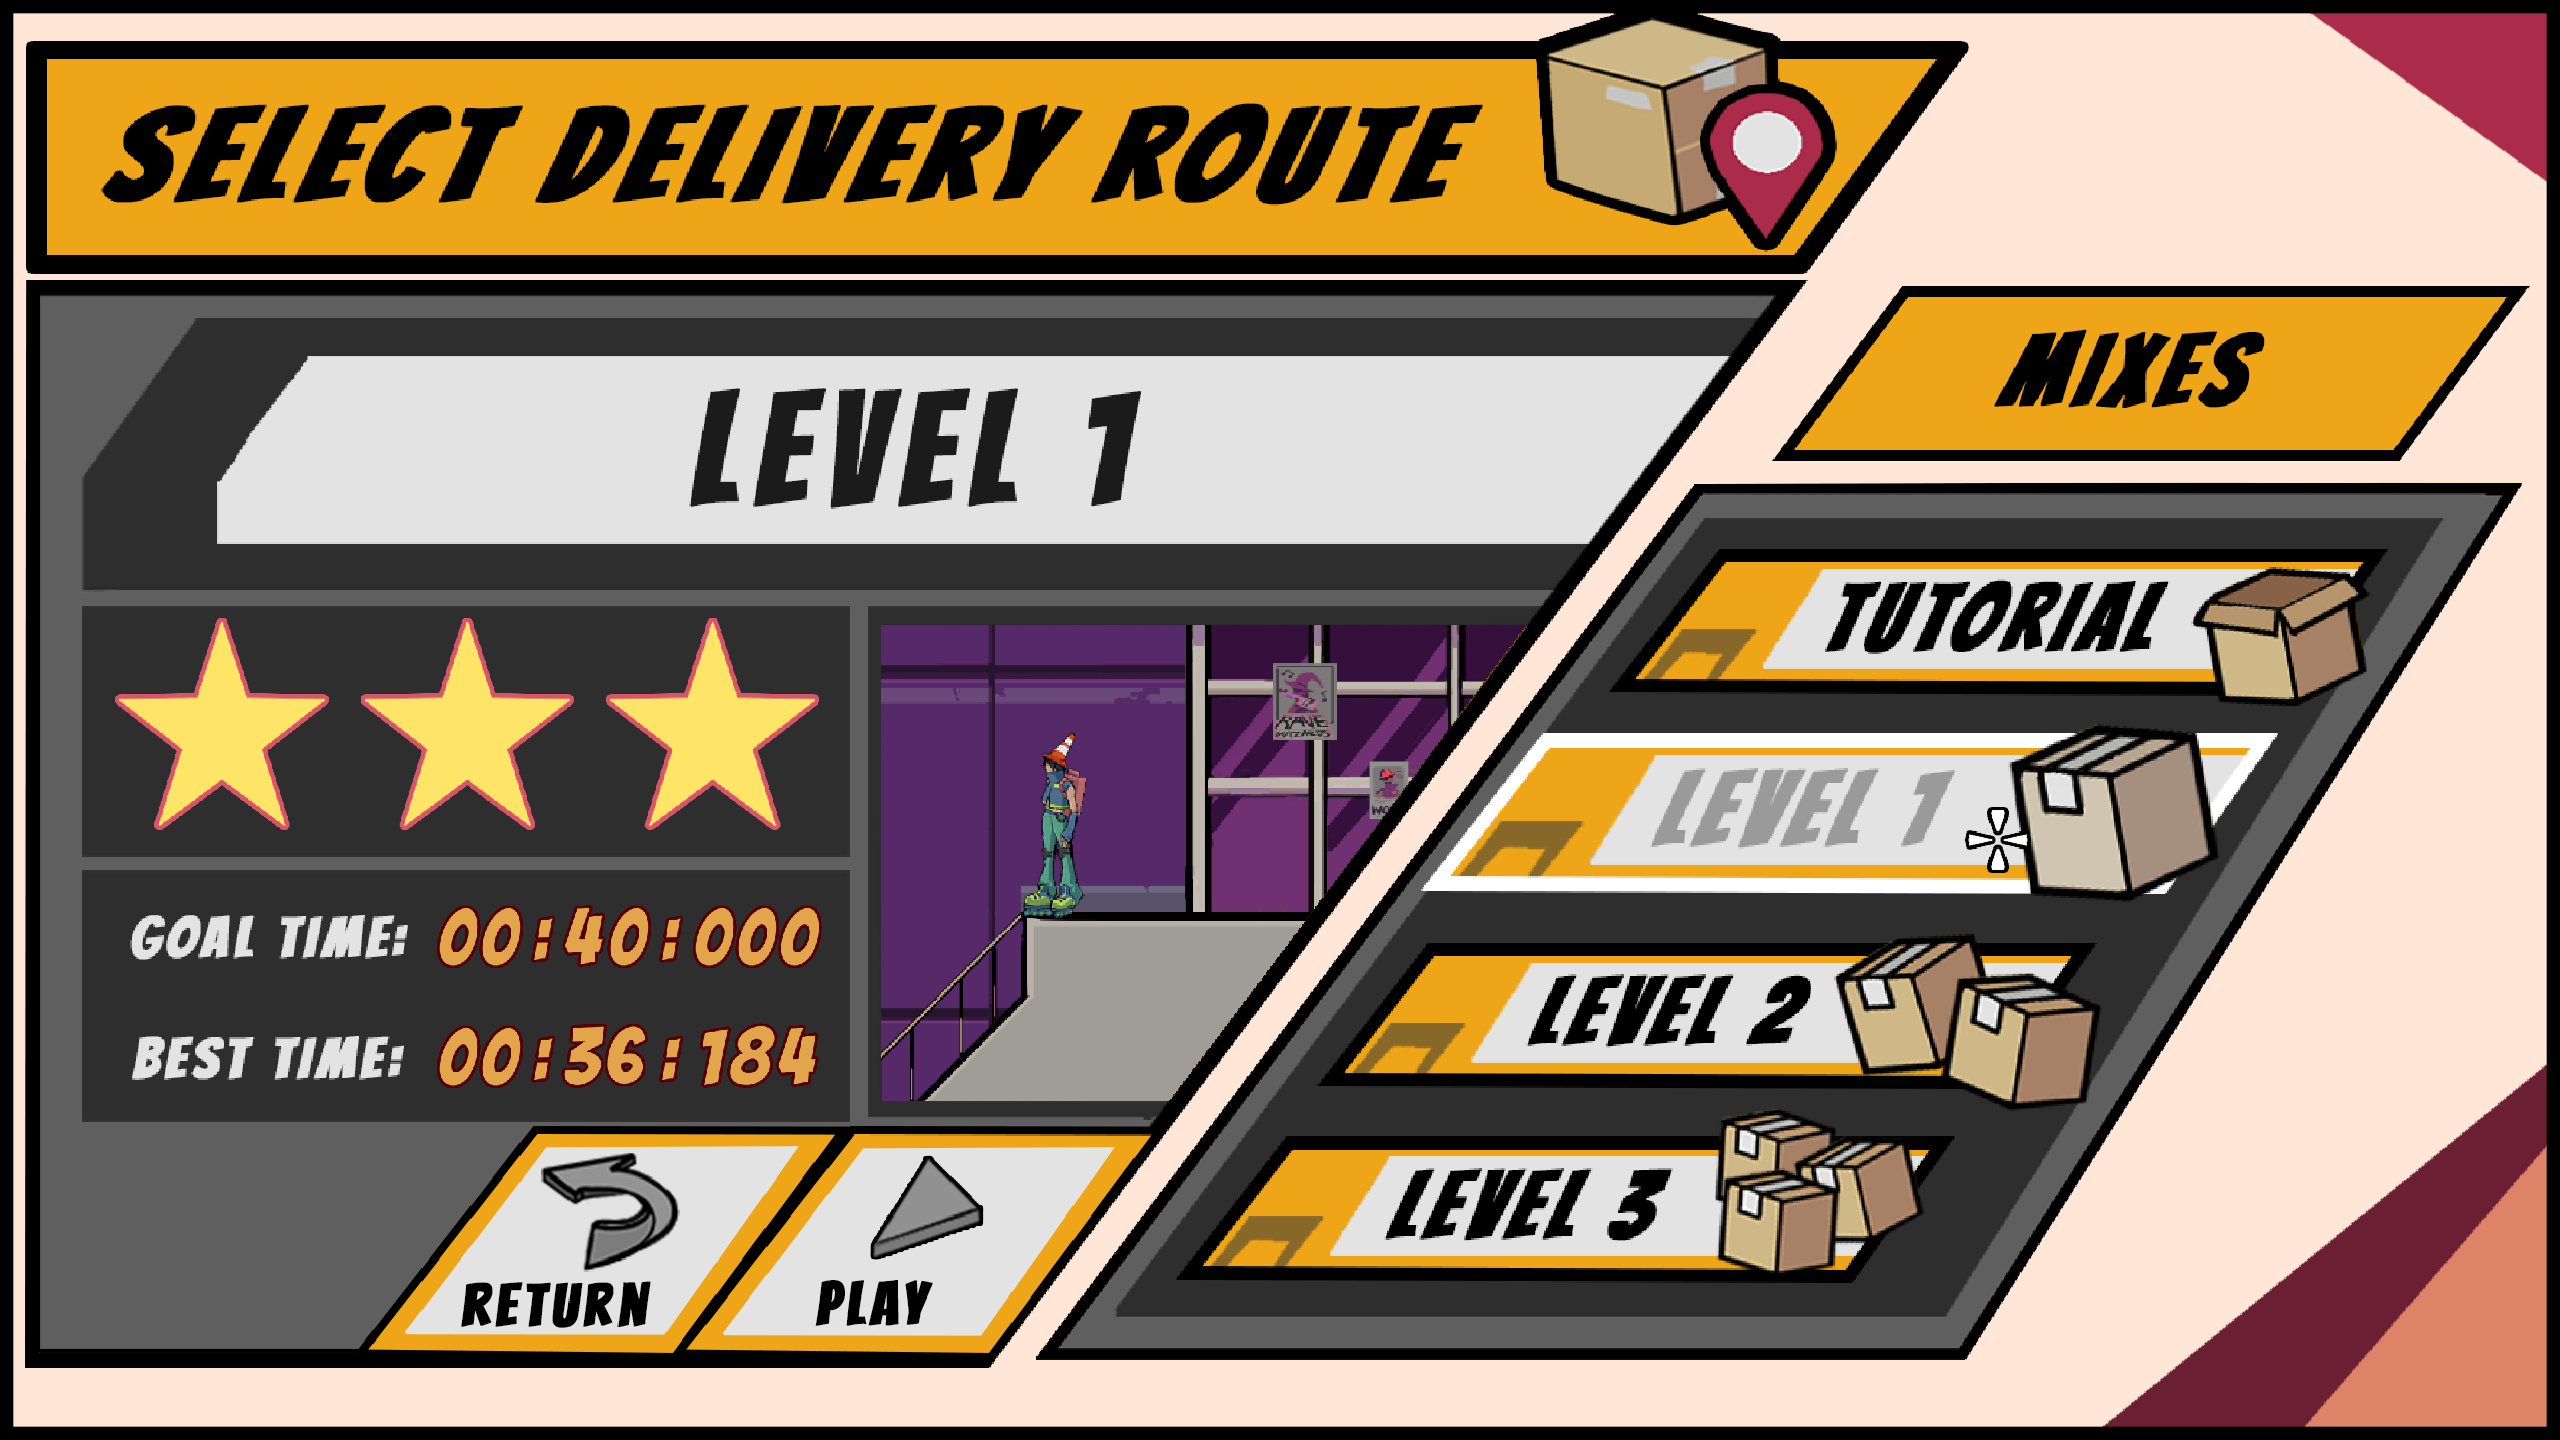 SELECT DELIVERY ROUTE
LEVEL 1
GOAL TIME: 00:40:000
BEST TIME: 00:36:184
RETURN
PLAY
MIXES
TUTORIAL
LEVEL 1
LEVEL 2
LEVEL 3